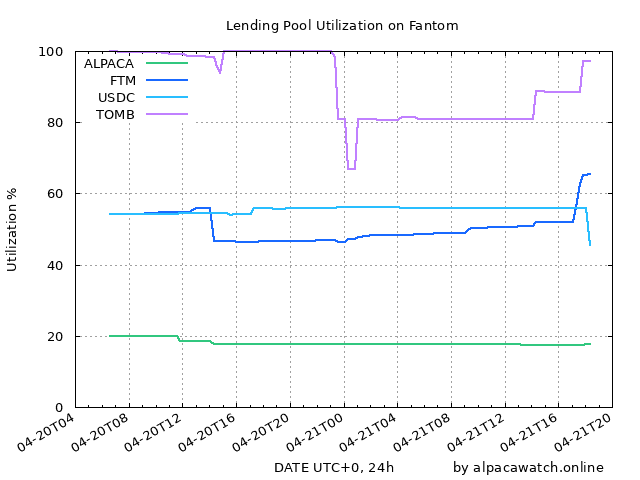 Lending Pool Utilization on Fantom
100
ALPACA
FTM
USDC
TOMB
80
60
Utilization %
40
20
0
04-20T04
04-20T08
04-20T12
04-20T16
04-20T20
04-21T00
04-21T04
04-21T08
04-21T12
04-21T16
04-21T20
DATE UTC+0, 24h
by alpacawatch.online